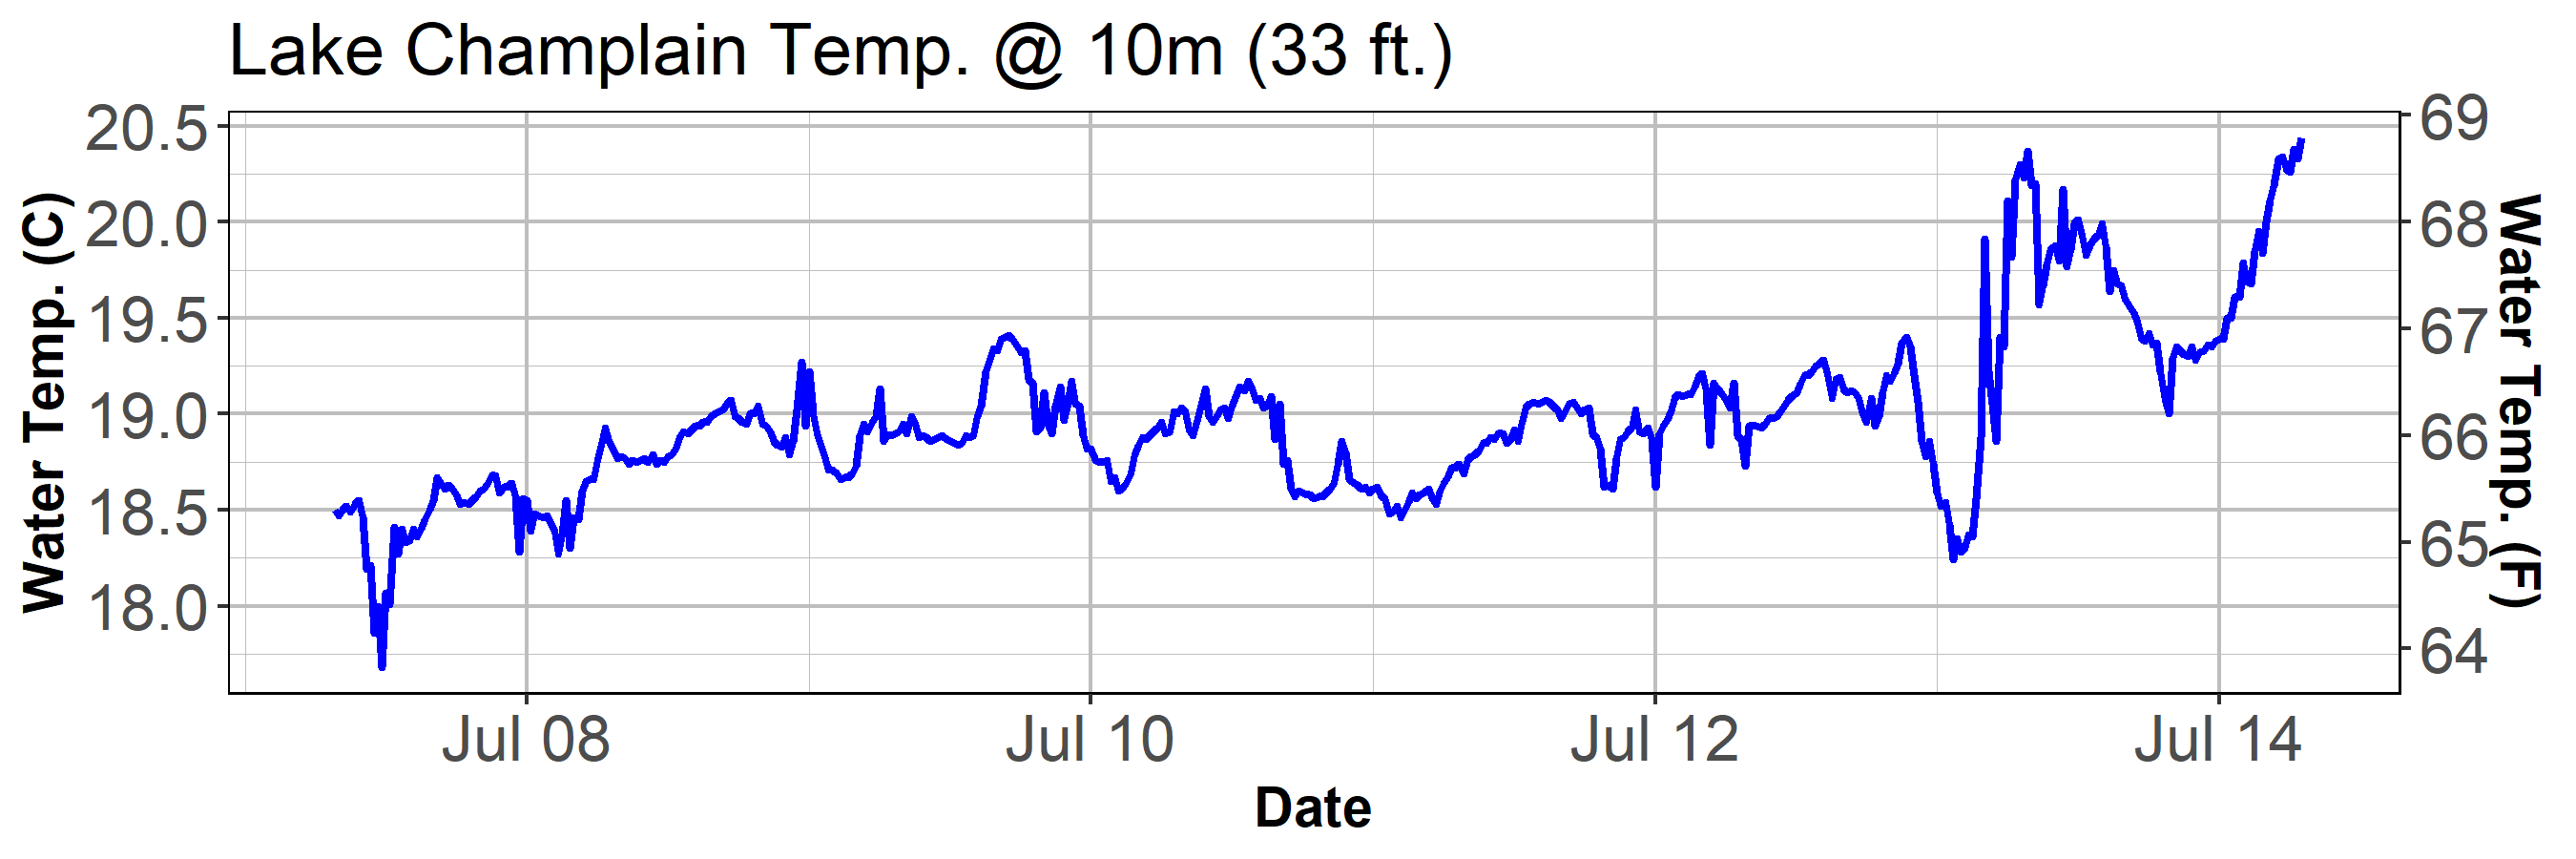 Lake Champlain Temp. @ 10m (33 ft.)
Water Temp. (C)
20.5
20.0
19.5
19.0
18.5
18.0
69
68
67
66
65
64
Water Temp. (F)
Jul 08
Jul 10
Jul 12
Jul 14
Date